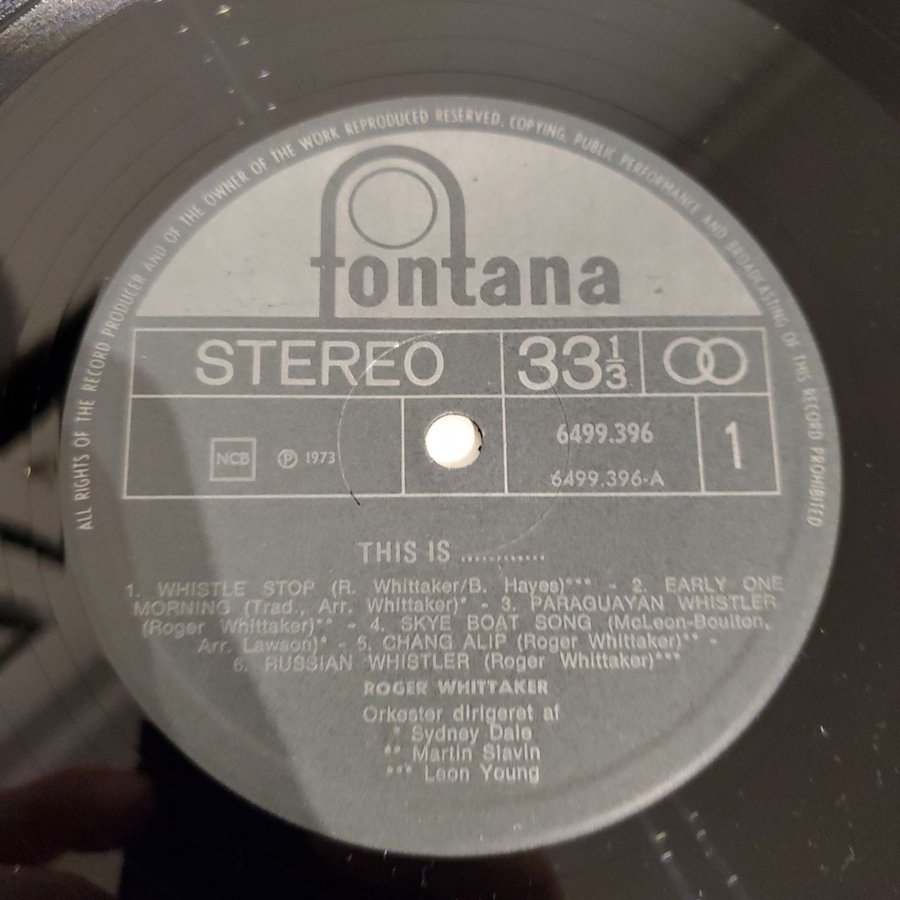 ALL RIGHTS OF THE RECORD PRODUCER AND OF THE OWNER OF THE WORK REPRODUCED RESERVED. COPYING, PUBLIC PERFORMANCE AND BROADCASTING OF THIS RECORD PROHIBITED
fontana
STEREO 33 1/3
NCB Ⓟ 1973 6499.396 1
6499.396-A
THIS IS ............
1. WHISTLE STOP (R. Whittaker/B. Hayes)*** - 2. EARLY ONE
MORNING (Trad., Arr. Whittaker)* - 3. PARAGUAYAN WHISTLER
(Roger Whittaker)** - 4. SKYE BOAT SONG (McLeon-Boulton,
Arr. Lawson)* - 5. CHANG ALIP (Roger Whittaker)** -
6. RUSSIAN WHISTLER (Roger Whittaker)***
ROGER WHITTAKER
Orkester dirigeret af
* Sydney Dale
** Martin Slavin
*** Leon Young